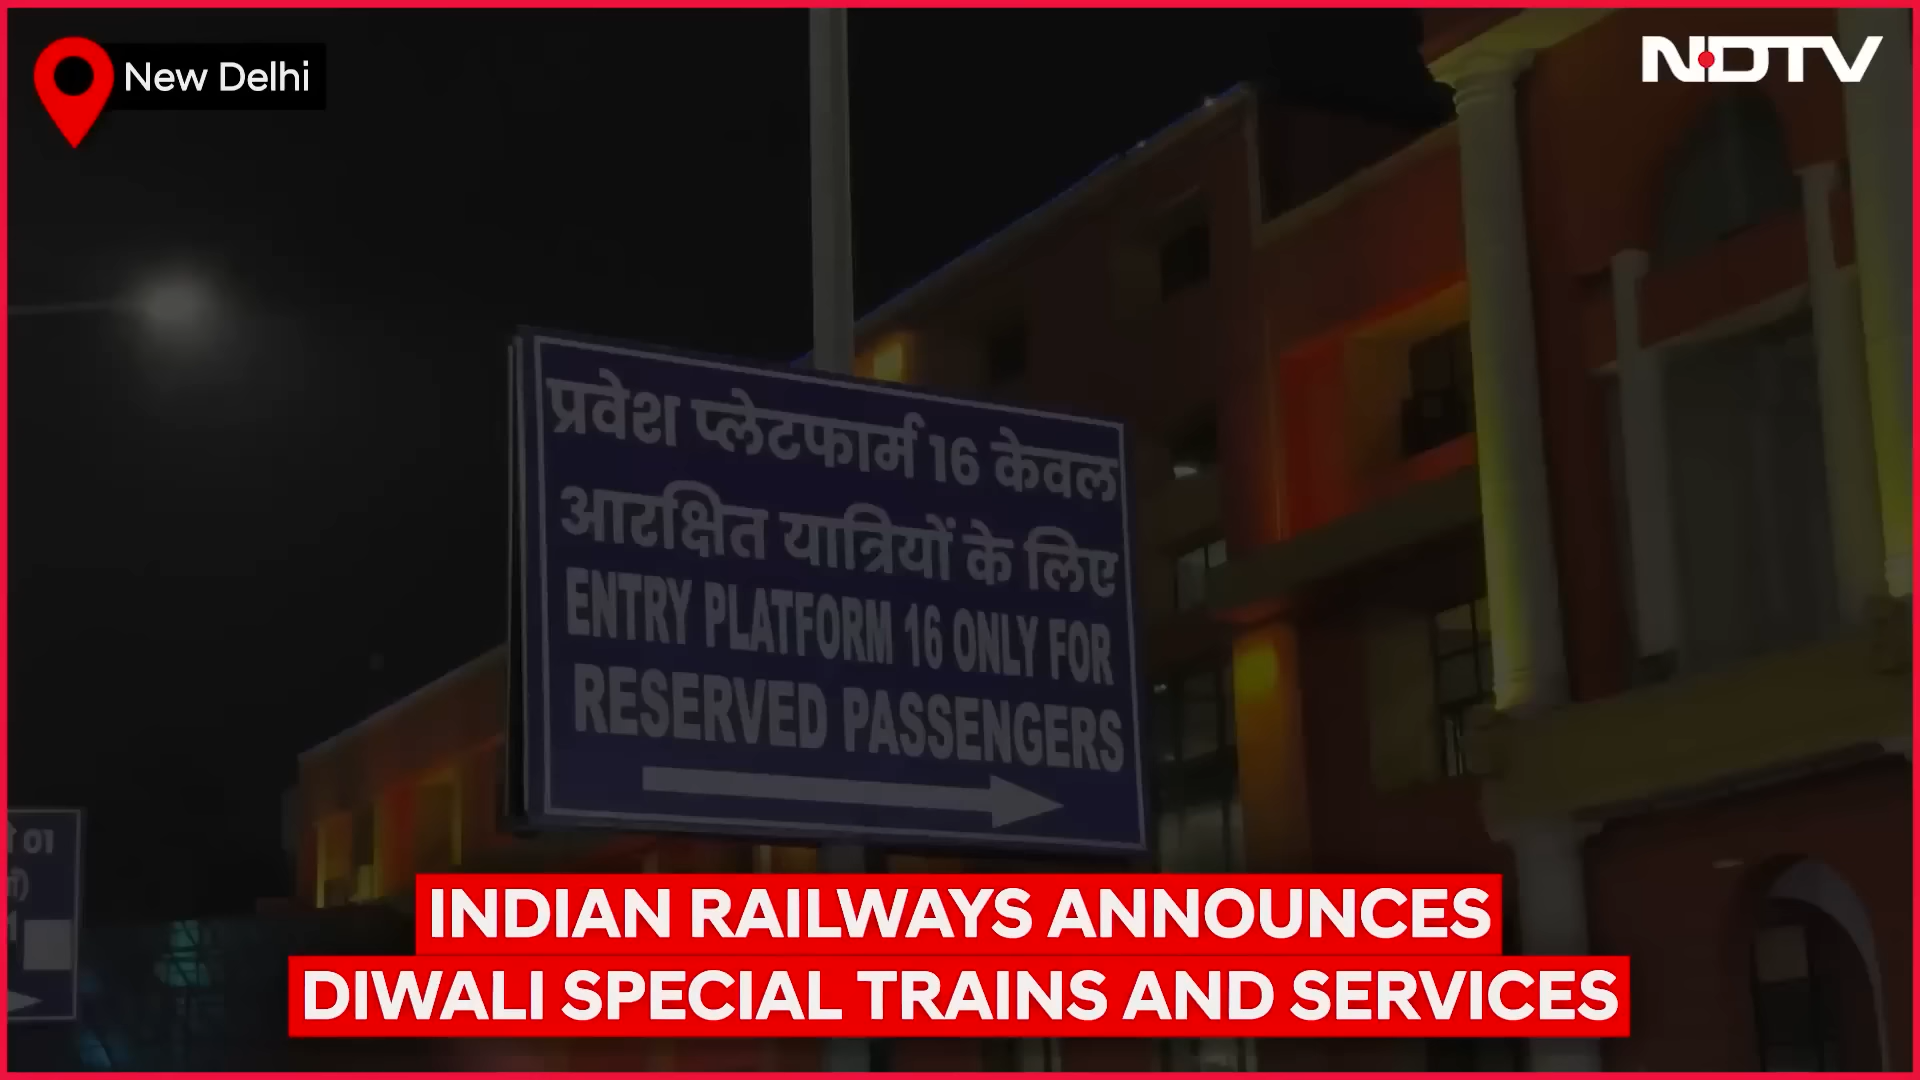 New Delhi
NDTV
प्रवेश प्लेटफार्म 16 केवल
आरक्षित यात्रियों के लिए
ENTRY PLATFORM 16 ONLY FOR
RESERVED PASSENGERS
01
INDIAN RAILWAYS ANNOUNCES
DIWALI SPECIAL TRAINS AND SERVICES